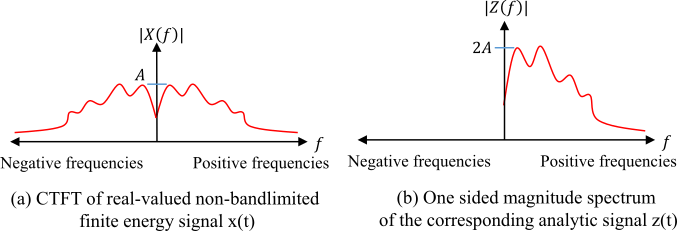 |X(f)|
A
f
Negative frequencies
Positive frequencies
(a) CTFT of real-valued non-bandlimited
finite energy signal x(t)
|Z(f)|
2A
f
Negative frequencies
Positive frequencies
(b) One sided magnitude spectrum
of the corresponding analytic signal z(t)